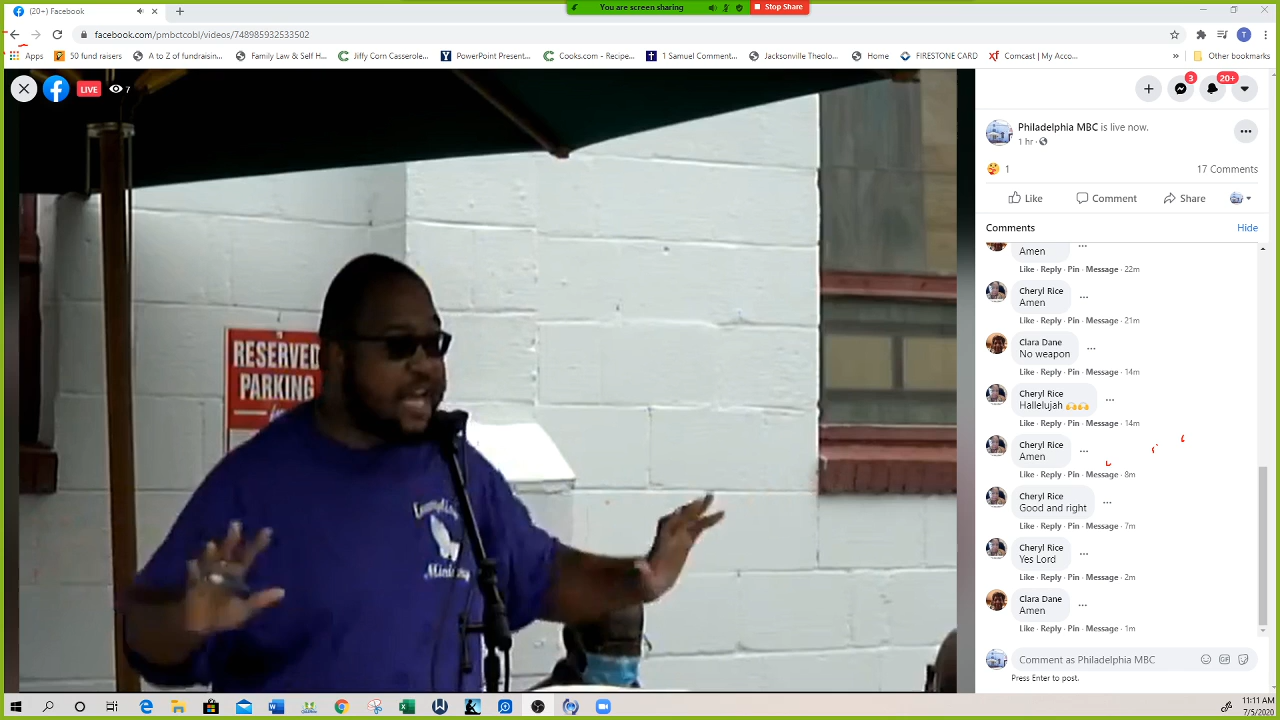 You are screen sharing
Stop Share
(20+) Facebook
facebook.com/pmbctcobl/videos/748985932533502
Apps
50 fund raisers
A to Z of fundraisin...
Family Law & Self H...
Jiffy Corn Casserole...
PowerPoint Present...
Cooks.com - Recipe...
1 Samuel Comment...
Jacksonville Theolo...
Home
FIRESTONE CARD
Comcast | My Acco...
»
Other bookmarks
T
LIVE
7
3
20+
Philadelphia MBC is live now.
1 hr ·
1
17 Comments
Like
Comment
Share
Comments
Hide
Amen
Like · Reply · Pin · Message · 22m
Cheryl Rice
Amen
Like · Reply · Pin · Message · 21m
Clara Dane
No weapon
Like · Reply · Pin · Message · 14m
Cheryl Rice
Hallelujah 🙌🙌
Like · Reply · Pin · Message · 14m
Cheryl Rice
Amen
Like · Reply · Pin · Message · 8m
Cheryl Rice
Good and right
Like · Reply · Pin · Message · 7m
Cheryl Rice
Yes Lord
Like · Reply · Pin · Message · 2m
Clara Dane
Amen
Like · Reply · Pin · Message · 1m
Comment as Philadelphia MBC
GIF
Press Enter to post.
RESERVED
PARKING
11:11 AM
7/5/2020